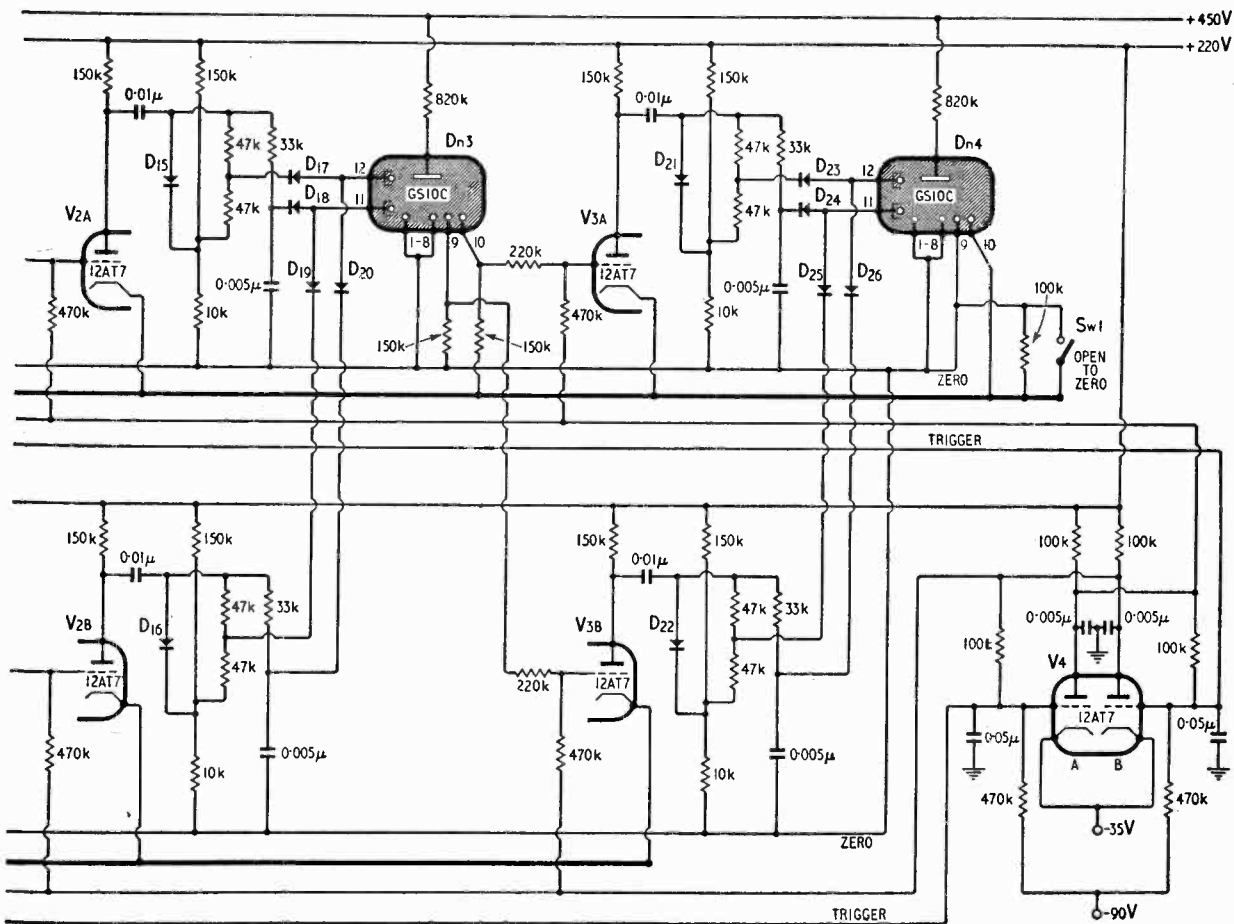 +450V
+220V
150k
150k
820k
150k
150k
820k
0·01μ
0·01μ
47k
33k
Dn3
47k
33k
Dn4
D15
D17
12
D21
D23
12
GS10C
GS10C
D18
11
D24
11
47k
47k
V2A
1-8
9
10
V3A
1-8
9
10
12AT7
220k
12AT7
D19
D20
D25
D26
0·005μ
0·005μ
100k
470k
10k
470k
10k
Sw1
150k
150k
OPEN
TO
ZERO
ZERO
TRIGGER
150k
150k
150k
150k
100k
100k
0·01μ
0·01μ
47k
33k
47k
33k
V2B
D16
V3B
D22
0·005μ
0·005μ
100k
100k
47k
47k
V4
12AT7
220k
12AT7
12AT7
0·05μ
0·05μ
A
B
470k
0·005μ
470k
0·005μ
10k
10k
470k
470k
-35V
ZERO
-90V
TRIGGER